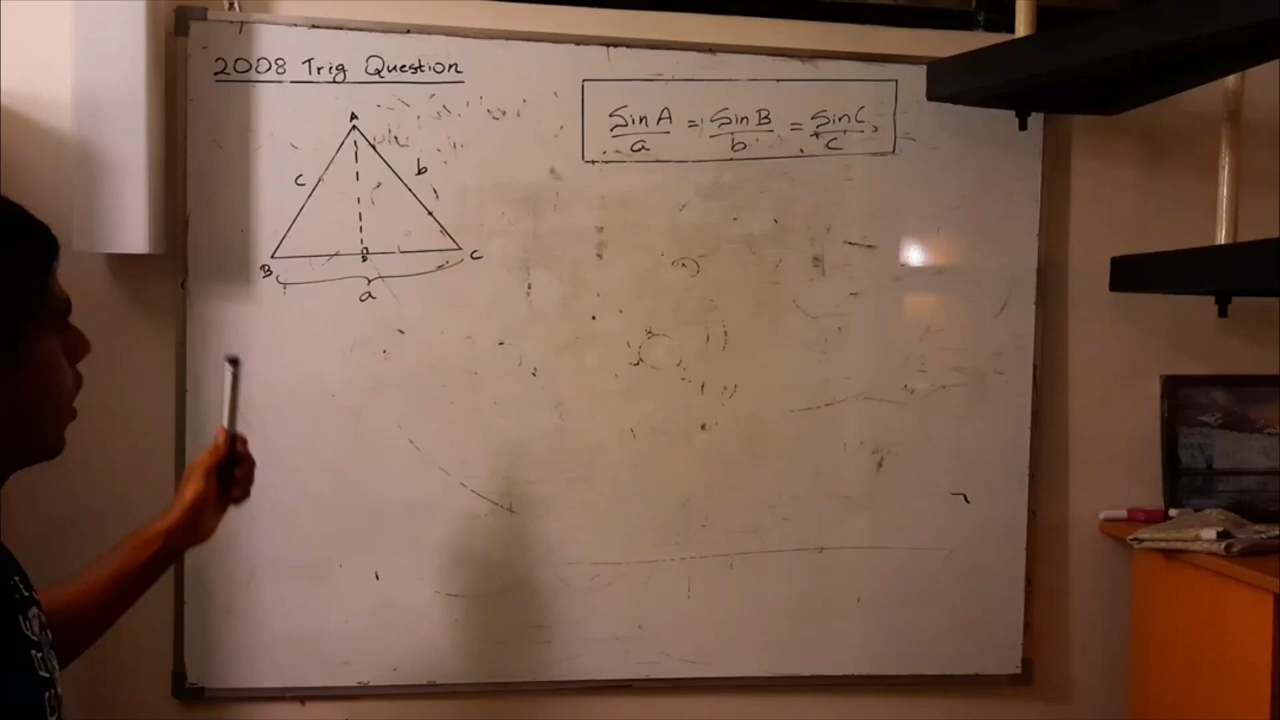 2008 Trig Question
Sin A / a = Sin B / b = Sin C / c
A
c
b
B
D
C
a